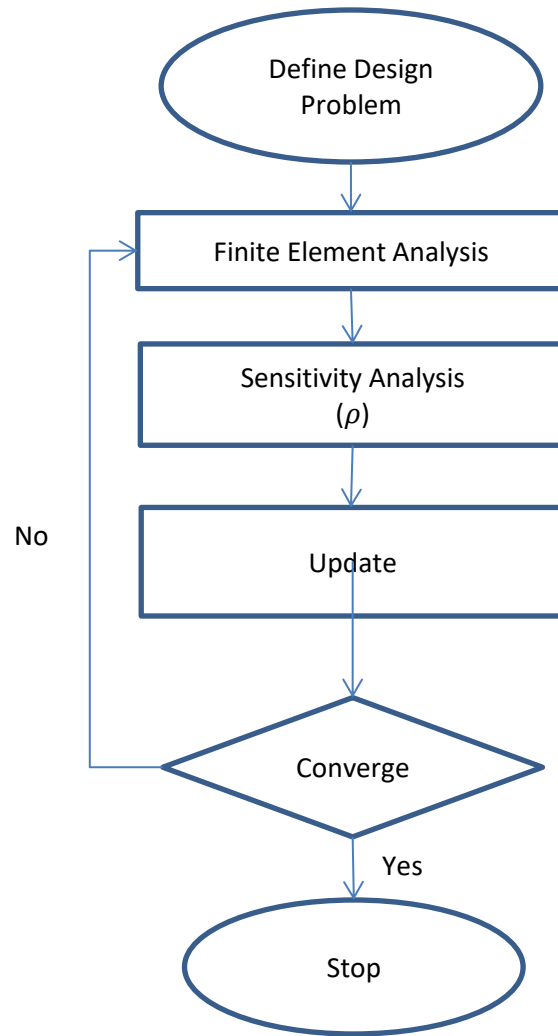 Define Design
Problem
Finite Element Analysis
Sensitivity Analysis
(𝜌)
Update
No
Converge
Yes
Stop